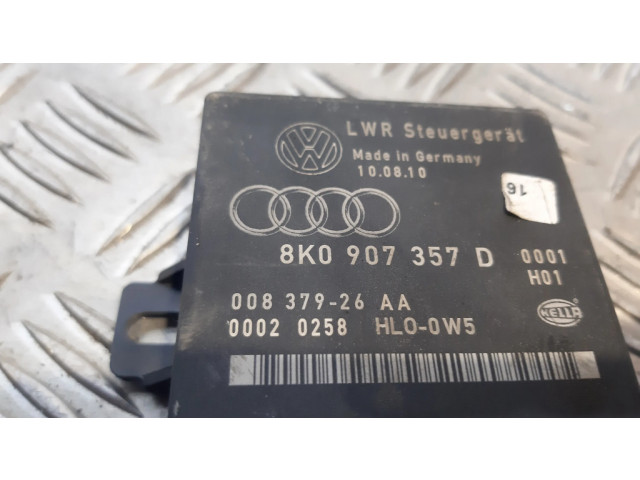 LWR Steuergerät
Made in Germany
10.08.10
16
8K0 907 357 D 0001
H01
008 379-26 AA
0002 0258 HLO-0W5
HELLA